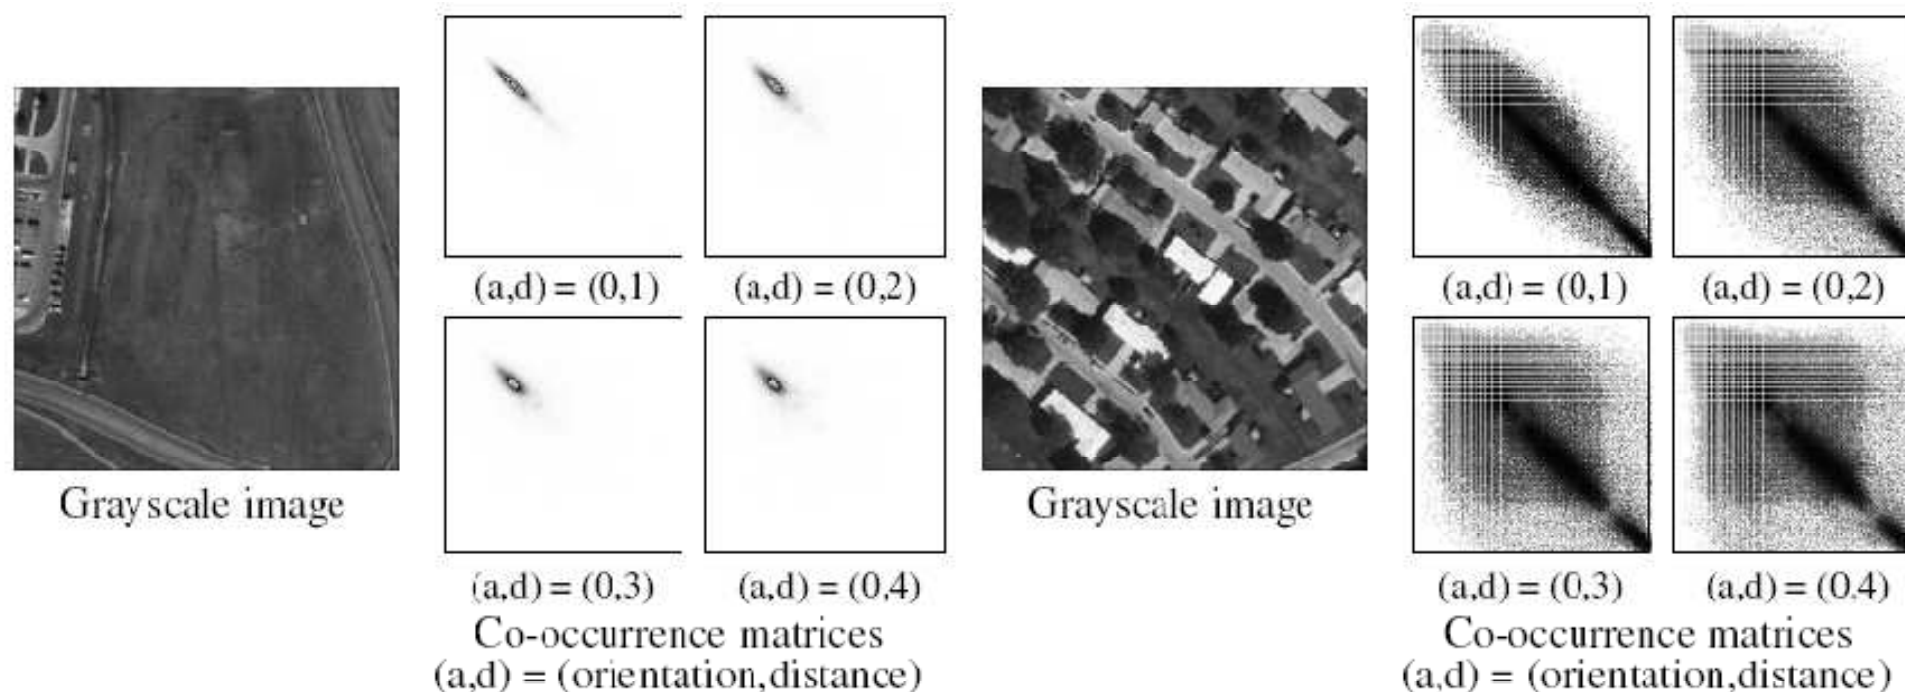 (a,d) = (0,1)
(a,d) = (0,2)
(a,d) = (0,3)
(a,d) = (0,4)
Grayscale image
Co-occurrence matrices
(a,d) = (orientation,distance)
(a,d) = (0,1)
(a,d) = (0,2)
(a,d) = (0,3)
(a,d) = (0,4)
Grayscale image
Co-occurrence matrices
(a,d) = (orientation,distance)